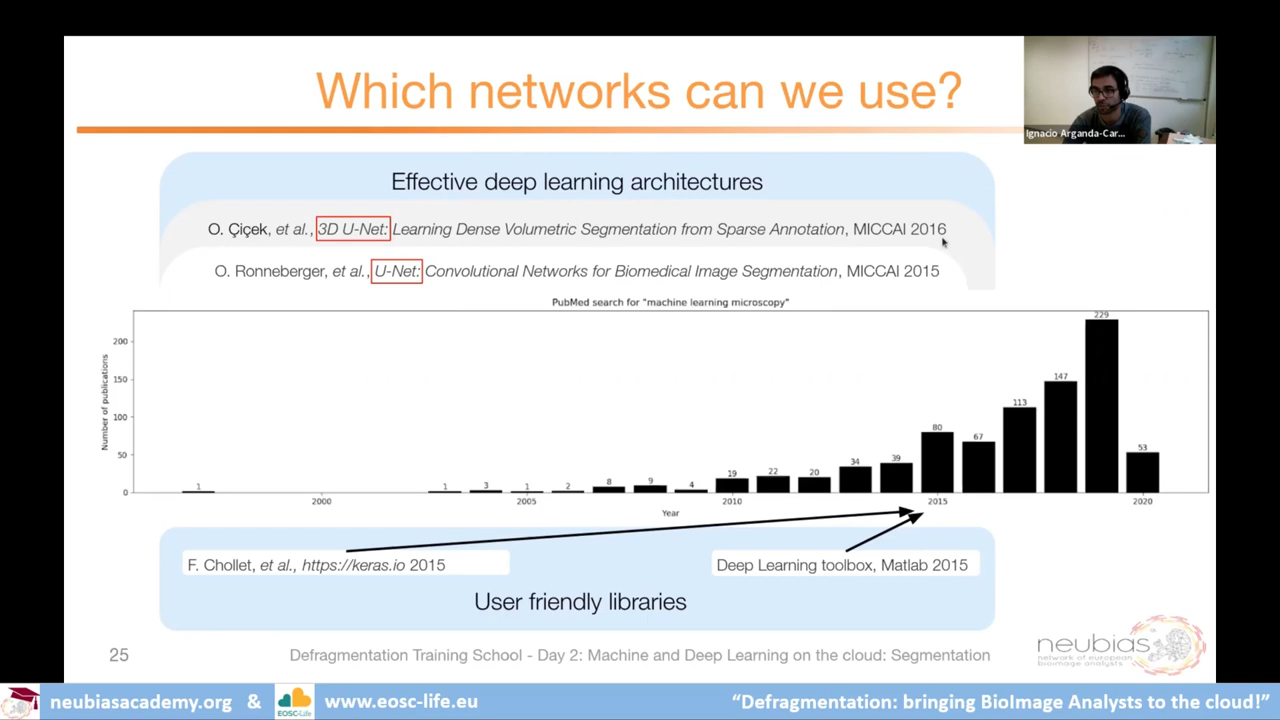 Which networks can we use?
Ignacio Arganda-Car...
Effective deep learning architectures
O. Çiçek, et al., 3D U-Net: Learning Dense Volumetric Segmentation from Sparse Annotation, MICCAI 2016
O. Ronneberger, et al., U-Net: Convolutional Networks for Biomedical Image Segmentation, MICCAI 2015
PubMed search for "machine learning microscopy"
Number of publications
200
150
100
50
0
1 1 3 1 2 8 9 4 19 22 20 34 39 80 67 113 147 229 53
2000 2005 2010 2015 2020
Year
F. Chollet, et al., https://keras.io 2015
Deep Learning toolbox, Matlab 2015
User friendly libraries
25
Defragmentation Training School - Day 2: Machine and Deep Learning on the cloud: Segmentation
neubias
network of european
bioimage analysts
neubiasacademy.org & EOSC-Life www.eosc-life.eu “Defragmentation: bringing BioImage Analysts to the cloud!”